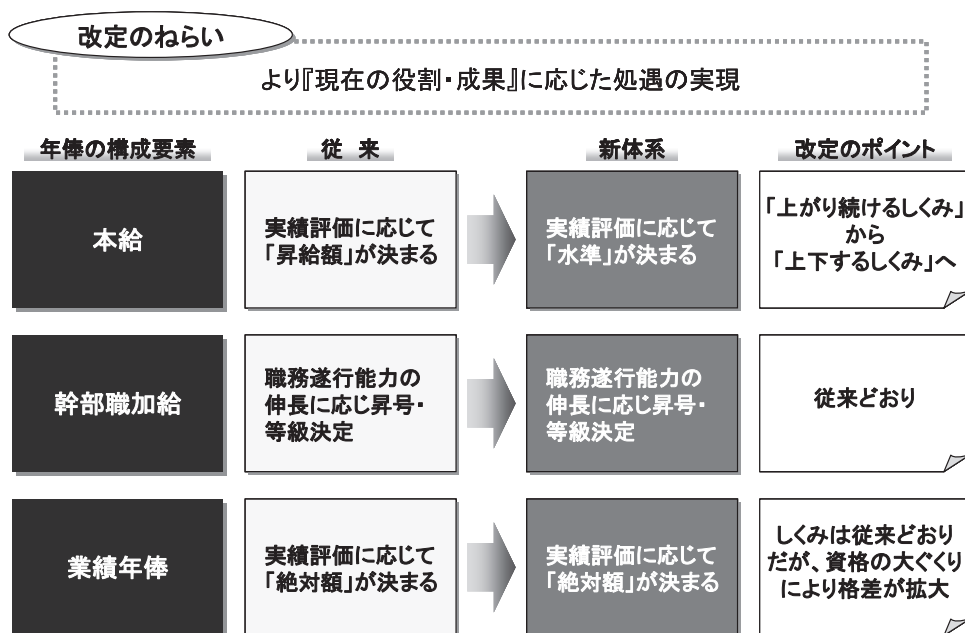 改定のねらい
より『現在の役割・成果』に応じた処遇の実現
年俸の構成要素
従 来
新体系
改定のポイント
本給
実績評価に応じて
「昇給額」が決まる
実績評価に応じて
「水準」が決まる
「上がり続けるしくみ」
から
「上下するしくみ」へ
幹部職加給
職務遂行能力の
伸長に応じ昇号・
等級決定
職務遂行能力の
伸長に応じ昇号・
等級決定
従来どおり
業績年俸
実績評価に応じて
「絶対額」が決まる
実績評価に応じて
「絶対額」が決まる
しくみは従来どおり
だが、資格の大ぐくり
により格差が拡大